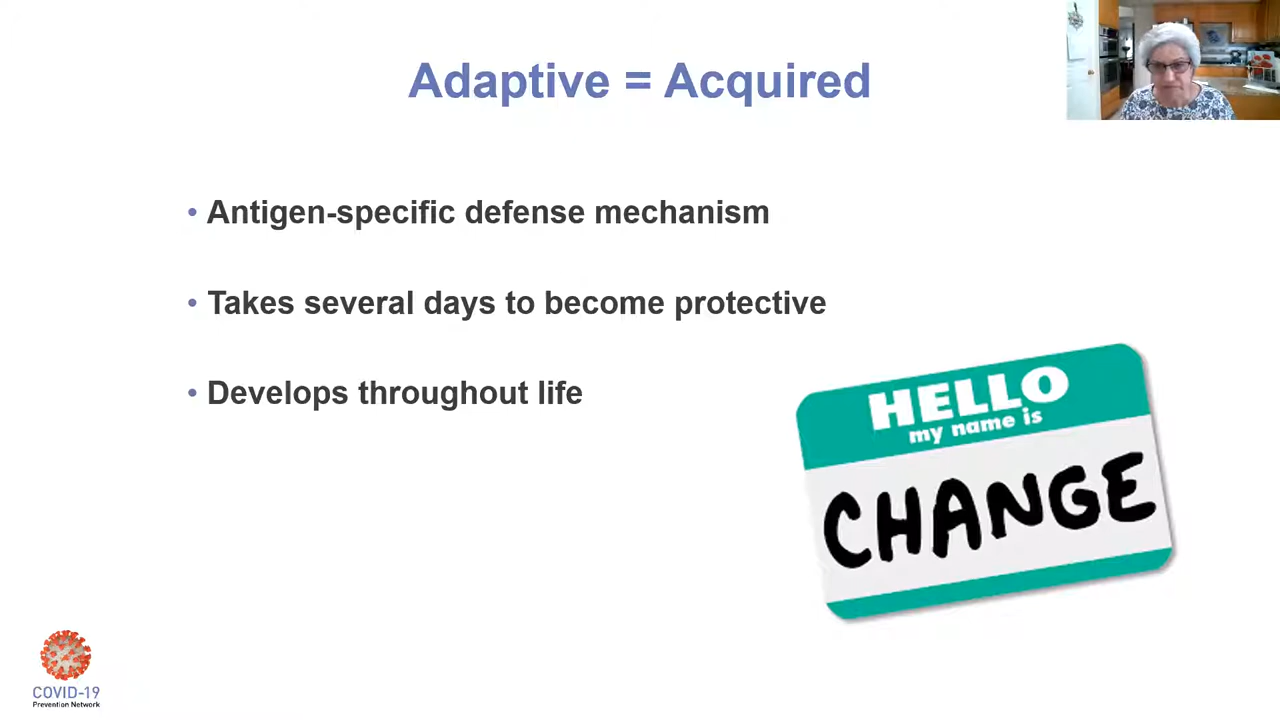 Adaptive = Acquired
• Antigen-specific defense mechanism
• Takes several days to become protective
• Develops throughout life
HELLO
my name is
CHANGE
COVID-19
Prevention Network